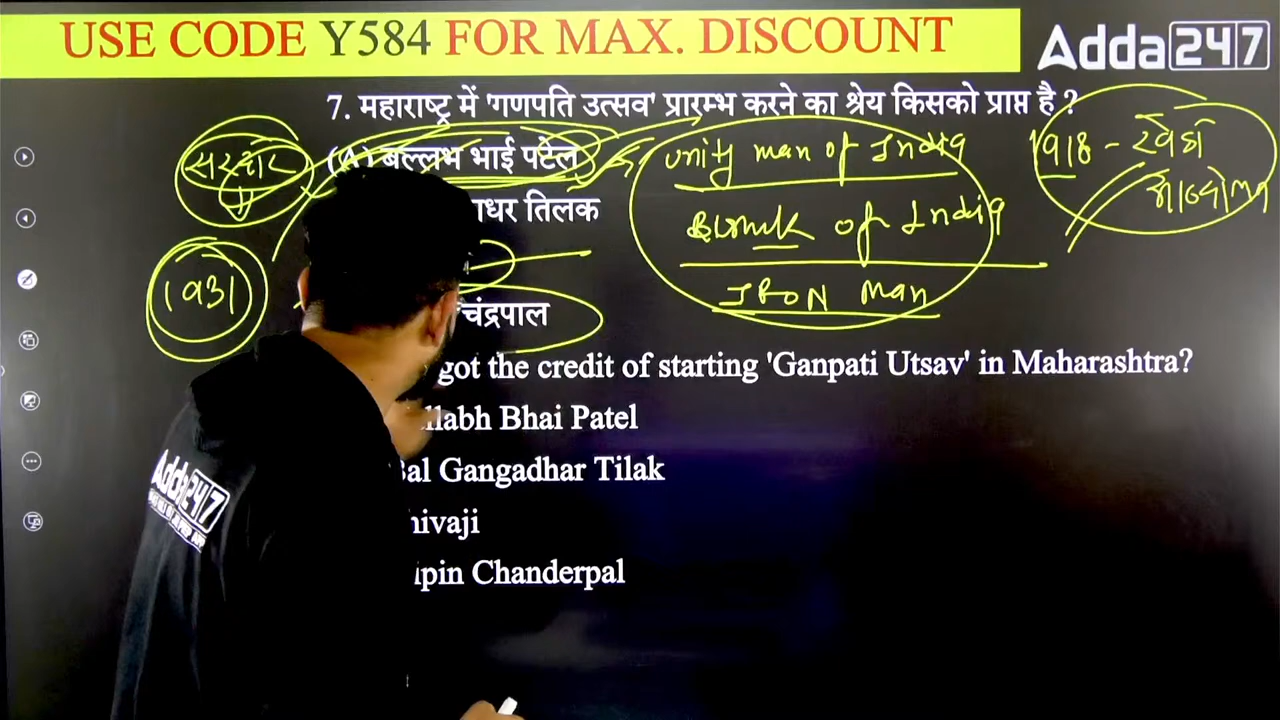 USE CODE Y584 FOR MAX. DISCOUNT
Adda247
7. महाराष्ट्र में 'गणपति उत्सव' प्रारम्भ करने का श्रेय किसको प्राप्त है ?
(A) बल्लभ भाई पटेल
सरदार
unity man of India
1918 - खेड़ा
आन्दोलन
ाधर तिलक
of India
1931
IRON Man
चंद्रपाल
got the credit of starting 'Ganpati Utsav' in Maharashtra?
llabh Bhai Patel
Bal Gangadhar Tilak
hivaji
ipin Chanderpal
Adda247